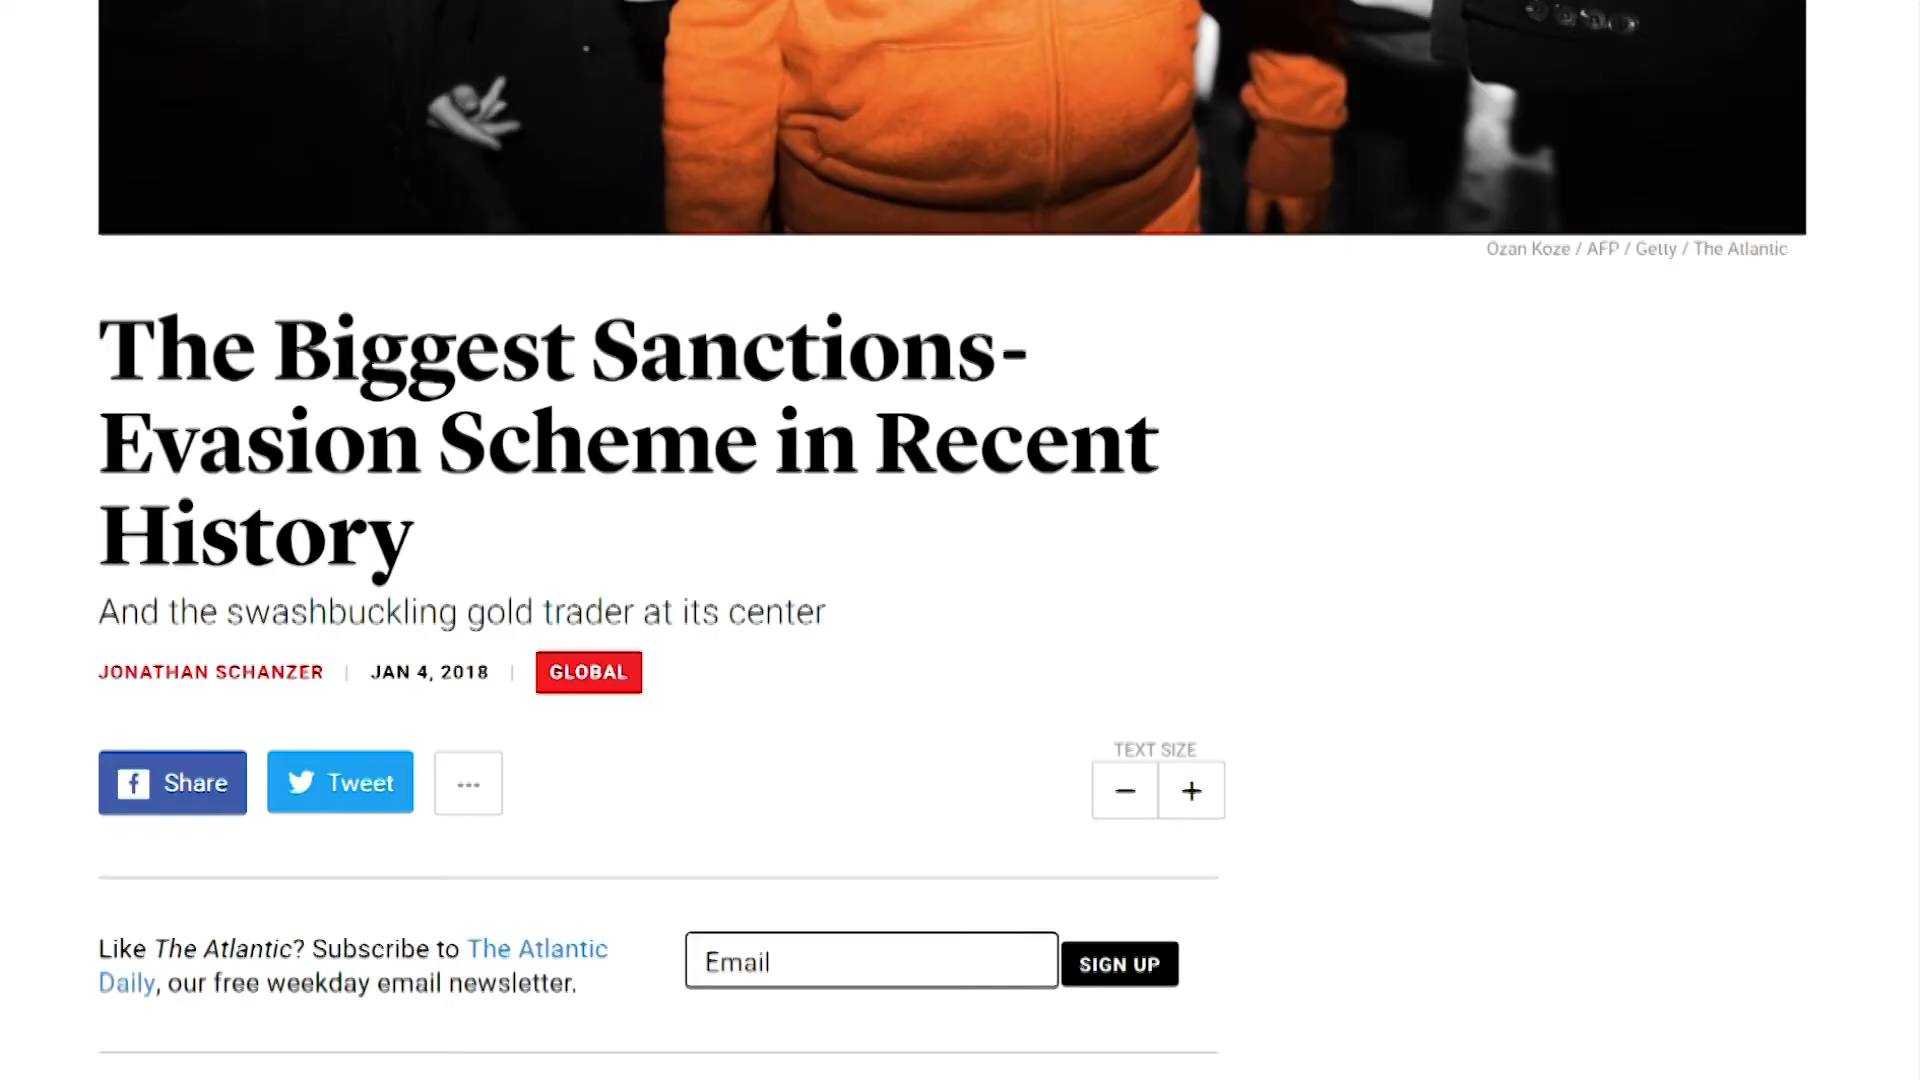 Ozan Koze / AFP / Getty / The Atlantic
The Biggest Sanctions-
Evasion Scheme in Recent
History
And the swashbuckling gold trader at its center
JONATHAN SCHANZER | JAN 4, 2018 | GLOBAL
Share Tweet ...
TEXT SIZE
− +
Like The Atlantic? Subscribe to The Atlantic
Daily, our free weekday email newsletter.
Email SIGN UP